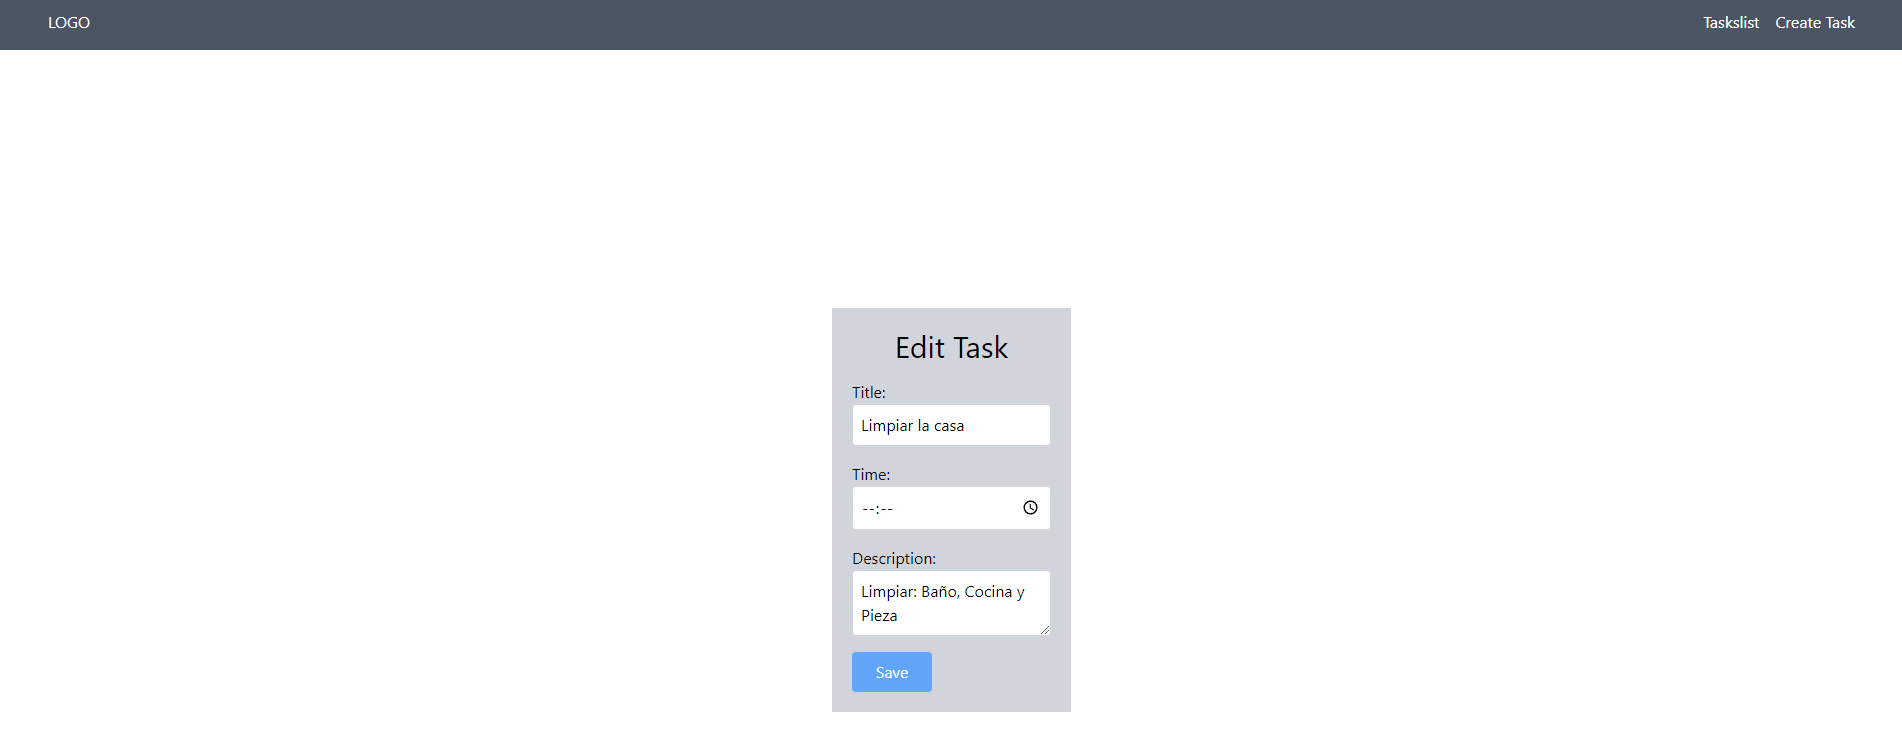 LOGO
Taskslist
Create Task
Edit Task
Title:
Limpiar la casa
Time:
--:--
Description:
Limpiar: Baño, Cocina y
Pieza
Save